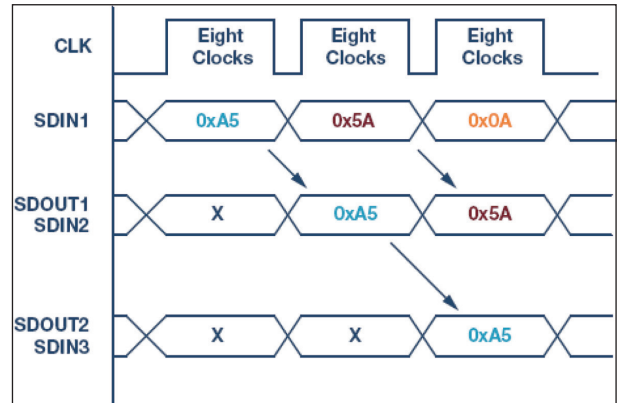 CLK
Eight
Clocks
Eight
Clocks
Eight
Clocks
SDIN1
0xA5
0x5A
0x0A
SDOUT1
SDIN2
X
0xA5
0x5A
SDOUT2
SDIN3
X
X
0xA5